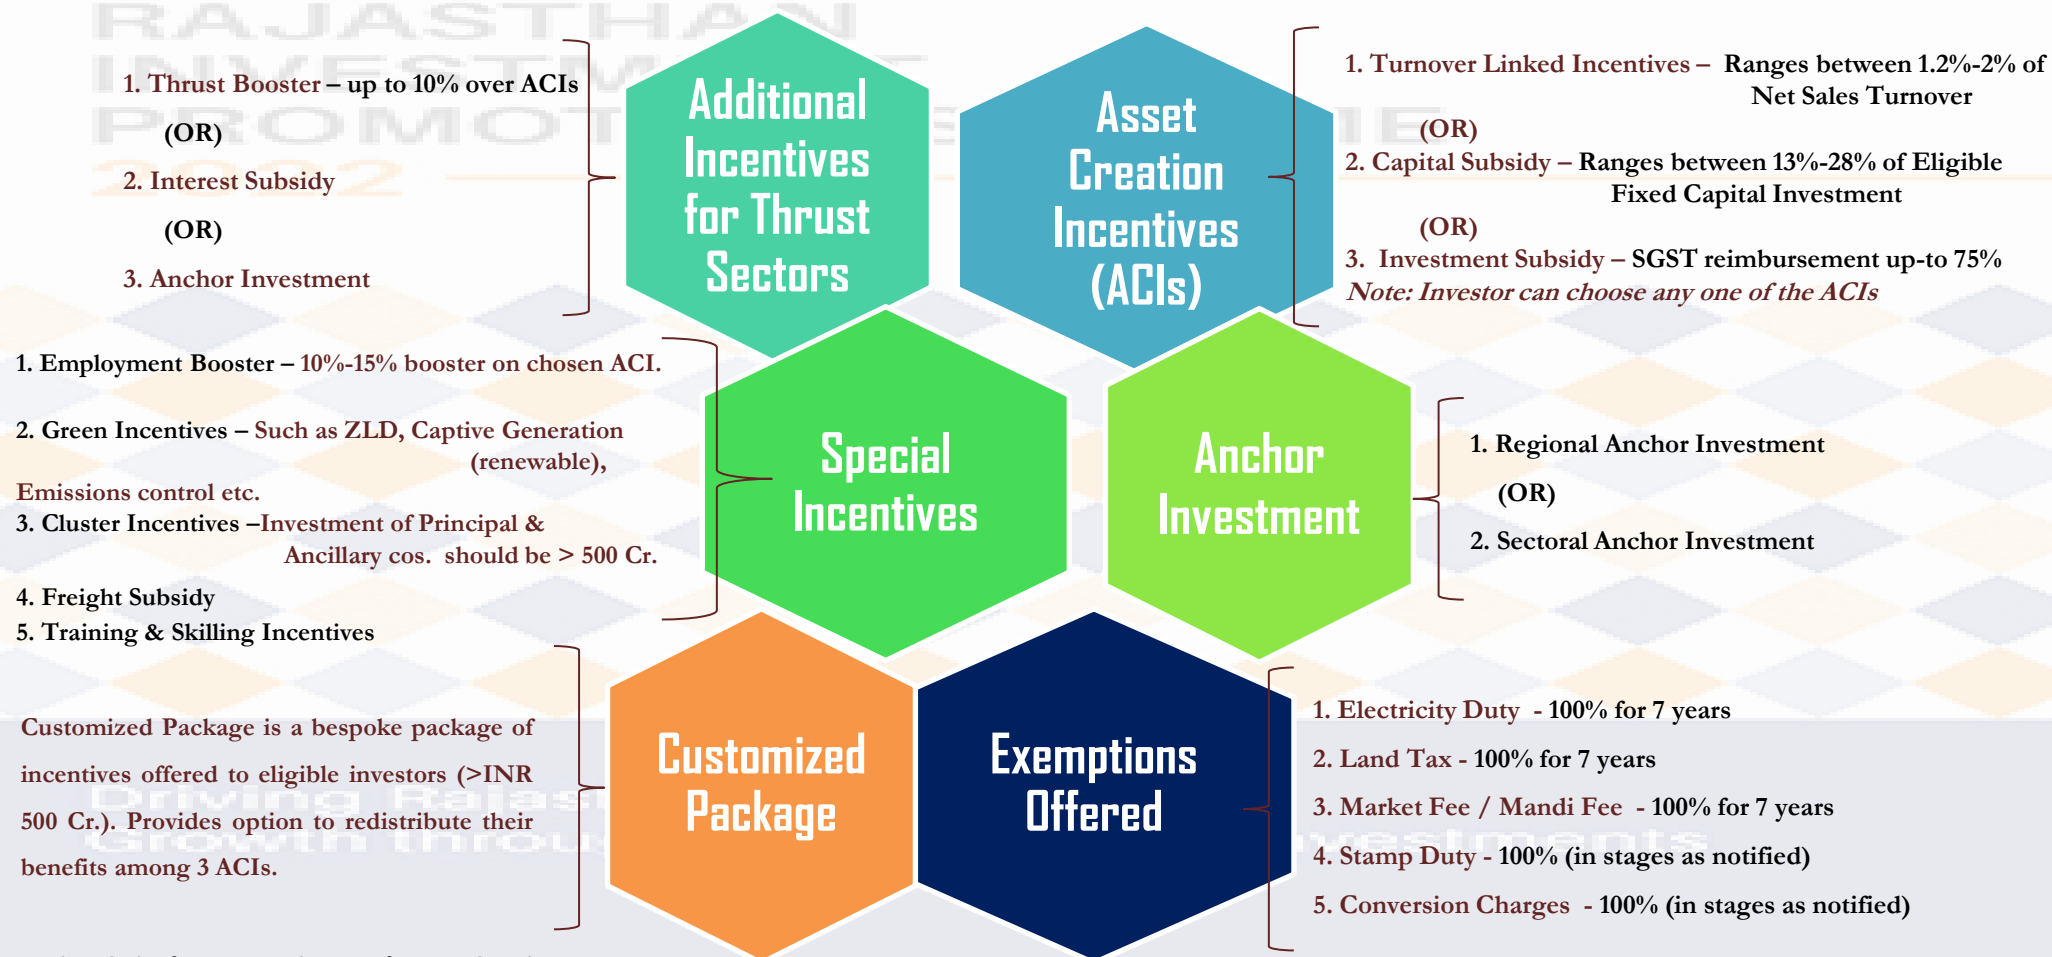 RAJASTHAN
INVESTM
PROMOT
2022
1. Thrust Booster – up to 10% over ACIs
(OR)
2. Interest Subsidy
(OR)
3. Anchor Investment
Additional
Incentives
for Thrust
Sectors
Asset
Creation
Incentives
(ACIs)
1. Turnover Linked Incentives – Ranges between 1.2%-2% of
Net Sales Turnover
(OR)
2. Capital Subsidy – Ranges between 13%-28% of Eligible
Fixed Capital Investment
(OR)
3. Investment Subsidy – SGST reimbursement up-to 75%
Note: Investor can choose any one of the ACIs
1. Employment Booster – 10%-15% booster on chosen ACI.
2. Green Incentives – Such as ZLD, Captive Generation
(renewable),
Emissions control etc.
3. Cluster Incentives –Investment of Principal &
Ancillary cos. should be > 500 Cr.
4. Freight Subsidy
5. Training & Skilling Incentives
Special
Incentives
Anchor
Investment
1. Regional Anchor Investment
(OR)
2. Sectoral Anchor Investment
Customized Package is a bespoke package of
incentives offered to eligible investors (>INR
500 Cr.). Provides option to redistribute their
benefits among 3 ACIs.
Customized
Package
Exemptions
Offered
1. Electricity Duty - 100% for 7 years
2. Land Tax - 100% for 7 years
3. Market Fee / Mandi Fee - 100% for 7 years
4. Stamp Duty - 100% (in stages as notified)
5. Conversion Charges - 100% (in stages as notified)
Driving Rajas
Growth throu